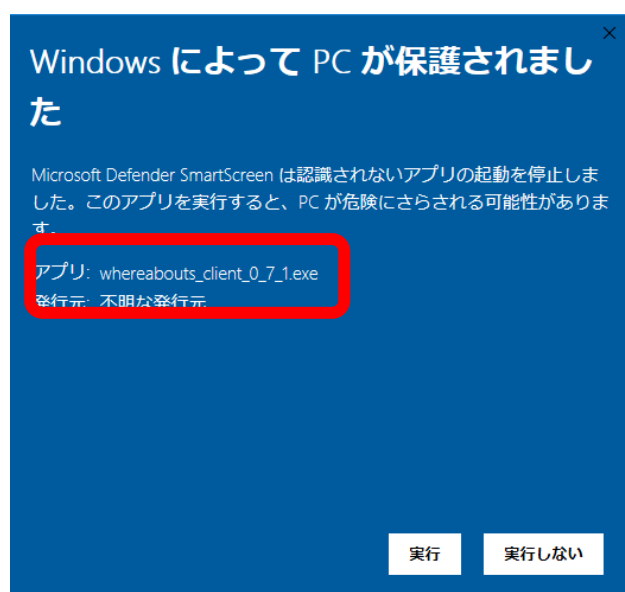 Windows によって PC が保護されまし
た
Microsoft Defender SmartScreen は認識されないアプリの起動を停止しま
した。このアプリを実行すると、PC が危険にさらされる可能性がありま
す。
アプリ: whereabouts_client_0_7_1.exe
発行元: 不明な発行元
実行 実行しない